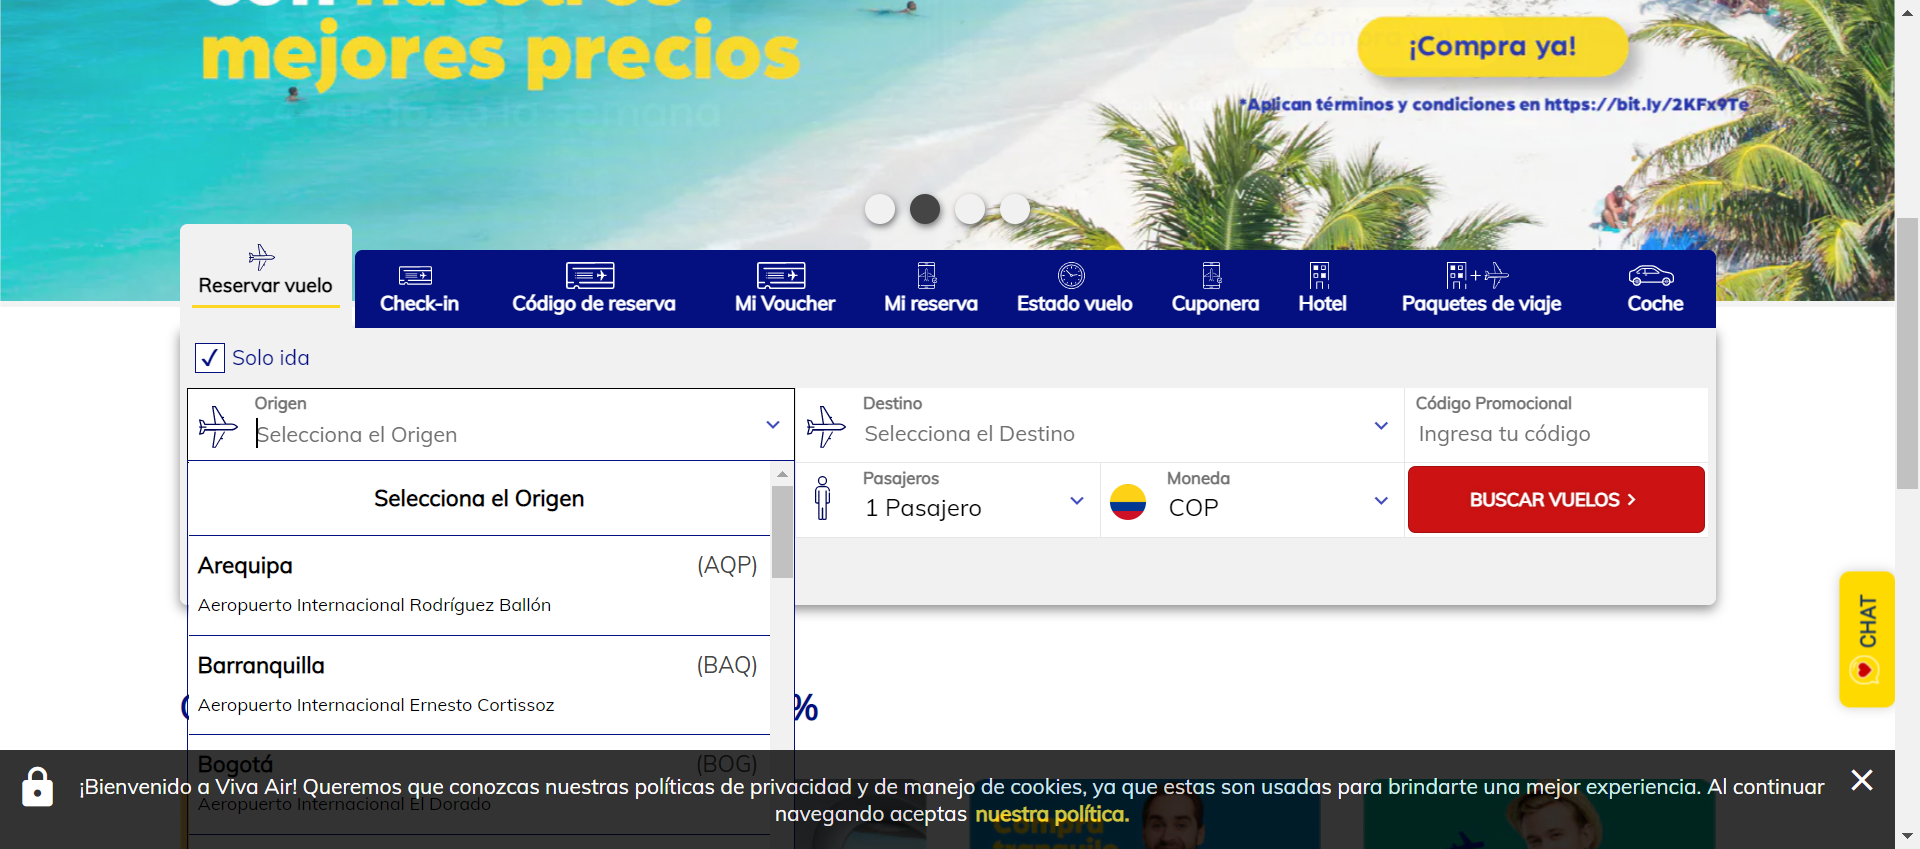 con nuestros
mejores precios
¡Compra ya!
*Aplican términos y condiciones en https://bit.ly/2KFx9Te
Reservar vuelo
Check-in
Código de reserva
Mi Voucher
Mi reserva
Estado vuelo
Cuponera
Hotel
Paquetes de viaje
Coche
Solo ida
Origen
Selecciona el Origen
Destino
Selecciona el Destino
Código Promocional
Ingresa tu código
Pasajeros
1 Pasajero
Moneda
COP
BUSCAR VUELOS >
Selecciona el Origen
Arequipa (AQP)
Aeropuerto Internacional Rodríguez Ballón
Barranquilla (BAQ)
Aeropuerto Internacional Ernesto Cortissoz
%
CHAT
Bogotá (BOG)
Aeropuerto Internacional El Dorado
¡Bienvenido a Viva Air! Queremos que conozcas nuestras políticas de privacidad y de manejo de cookies, ya que estas son usadas para brindarte una mejor experiencia. Al continuar
navegando aceptas nuestra política.
Compra
tranquilo